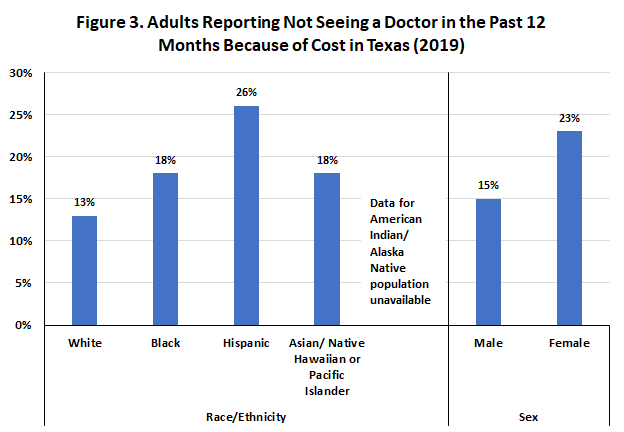 Figure 3. Adults Reporting Not Seeing a Doctor in the Past 12
Months Because of Cost in Texas (2019)
30%
25%
20%
15%
10%
5%
0%
13%
18%
26%
18%
Data for
American
Indian/
Alaska
Native
population
unavailable
15%
23%
White
Black
Hispanic
Asian/ Native
Hawaiian or
Pacific
Islander
Male
Female
Race/Ethnicity
Sex